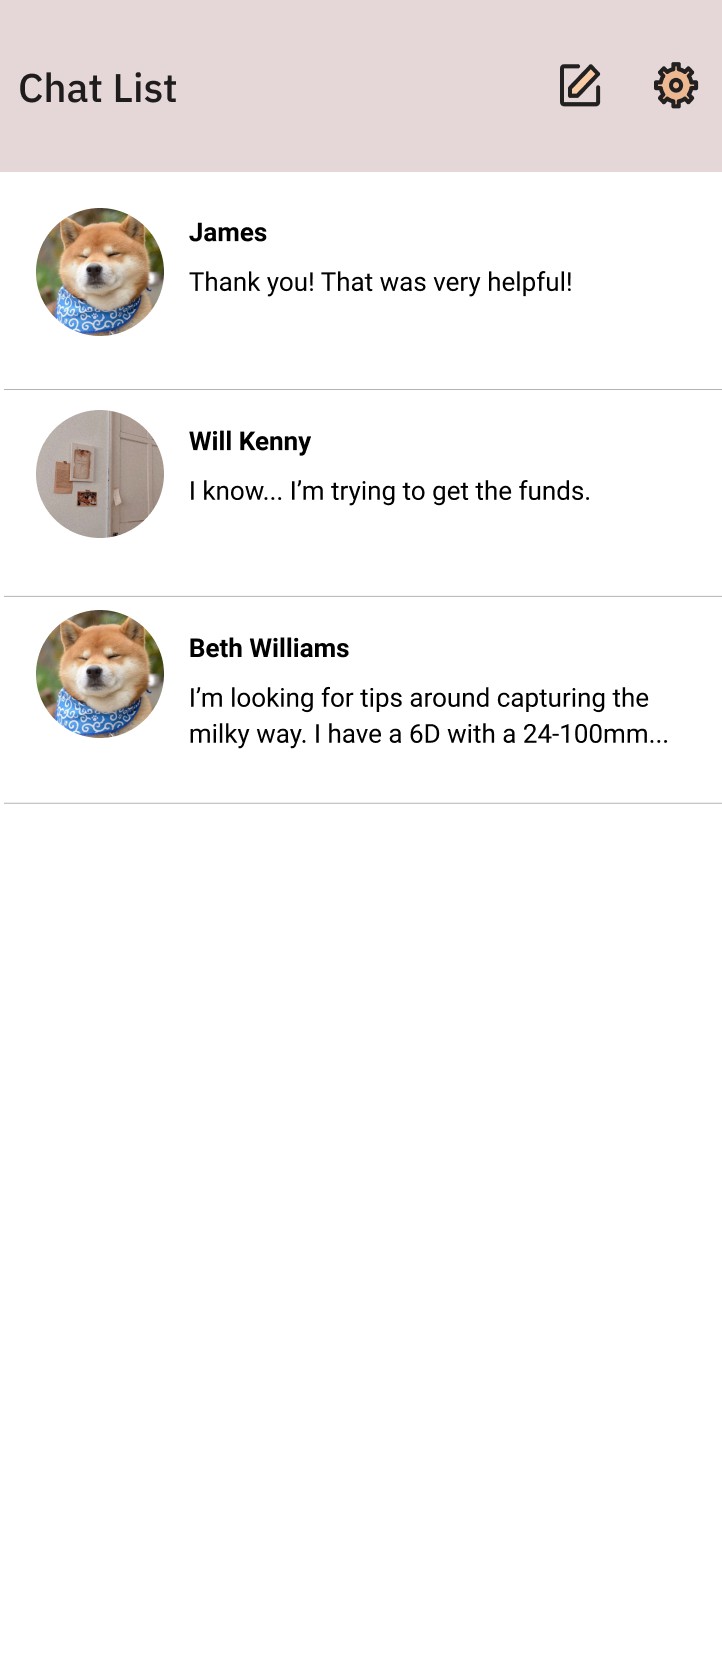 Chat List
James
Thank you! That was very helpful!
Will Kenny
I know... I’m trying to get the funds.
Beth Williams
I’m looking for tips around capturing the
milky way. I have a 6D with a 24-100mm...